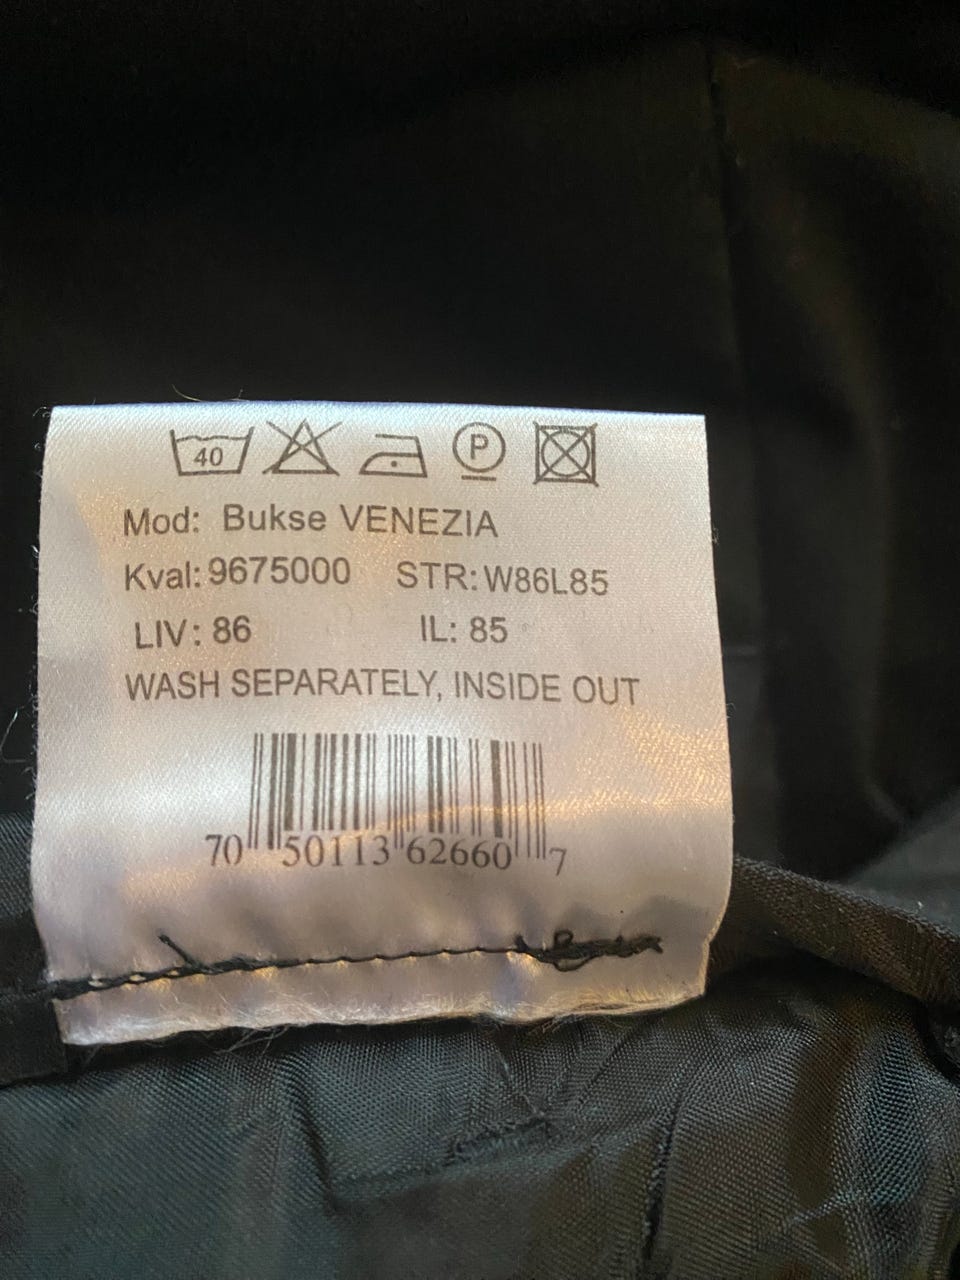 40 P
Mod: Bukse VENEZIA
Kval: 9675000 STR: W86L85
LIV: 86 IL: 85
WASH SEPARATELY, INSIDE OUT
70 50113 62660 7